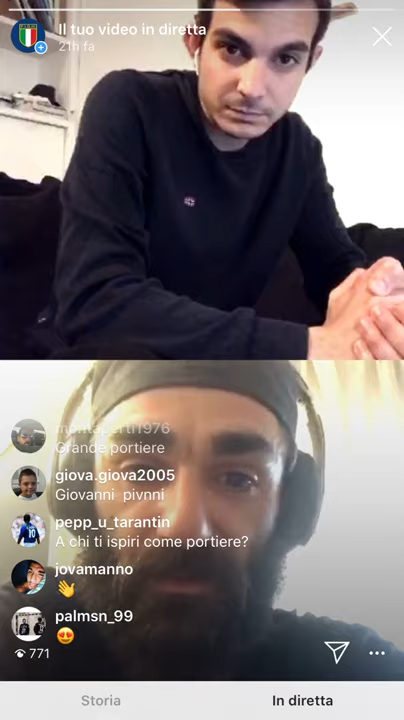 Il tuo video in diretta
21h fa
Grande portiere
giova.giova2005
Giovanni pivnni
pepp_u_tarantin
A chi ti ispiri come portiere?
jovamanno
palmsn_99
771
Storia
In diretta